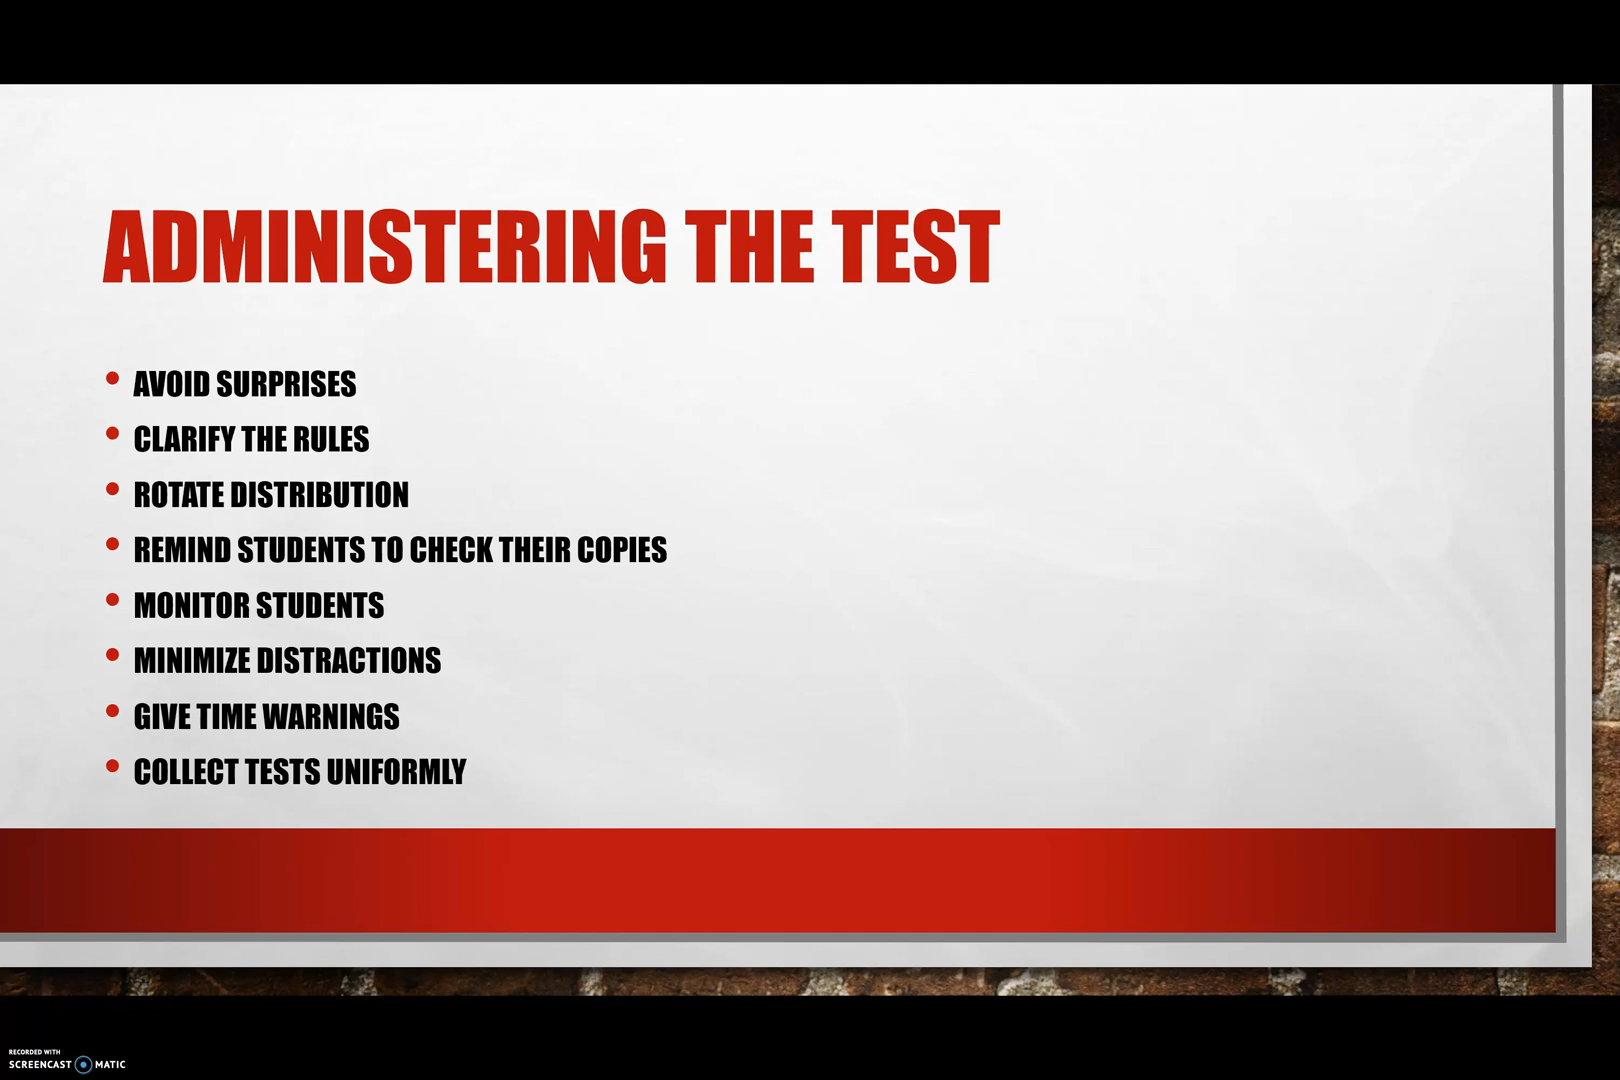 ADMINISTERING THE TEST
• AVOID SURPRISES
• CLARIFY THE RULES
• ROTATE DISTRIBUTION
• REMIND STUDENTS TO CHECK THEIR COPIES
• MONITOR STUDENTS
• MINIMIZE DISTRACTIONS
• GIVE TIME WARNINGS
• COLLECT TESTS UNIFORMLY
RECORDED WITH
SCREENCAST MATIC